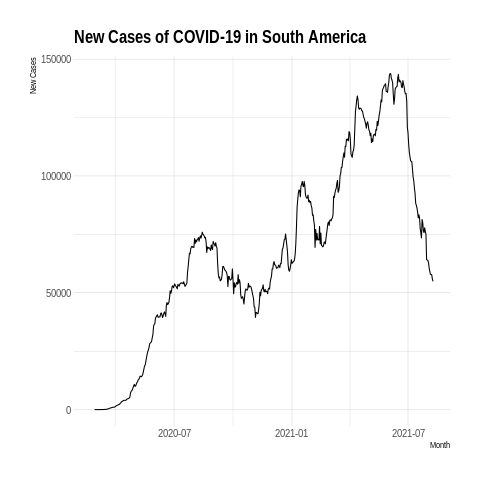 New Cases of COVID-19 in South America
New Cases
150000
100000
50000
0
2020-07
2021-01
2021-07
Month